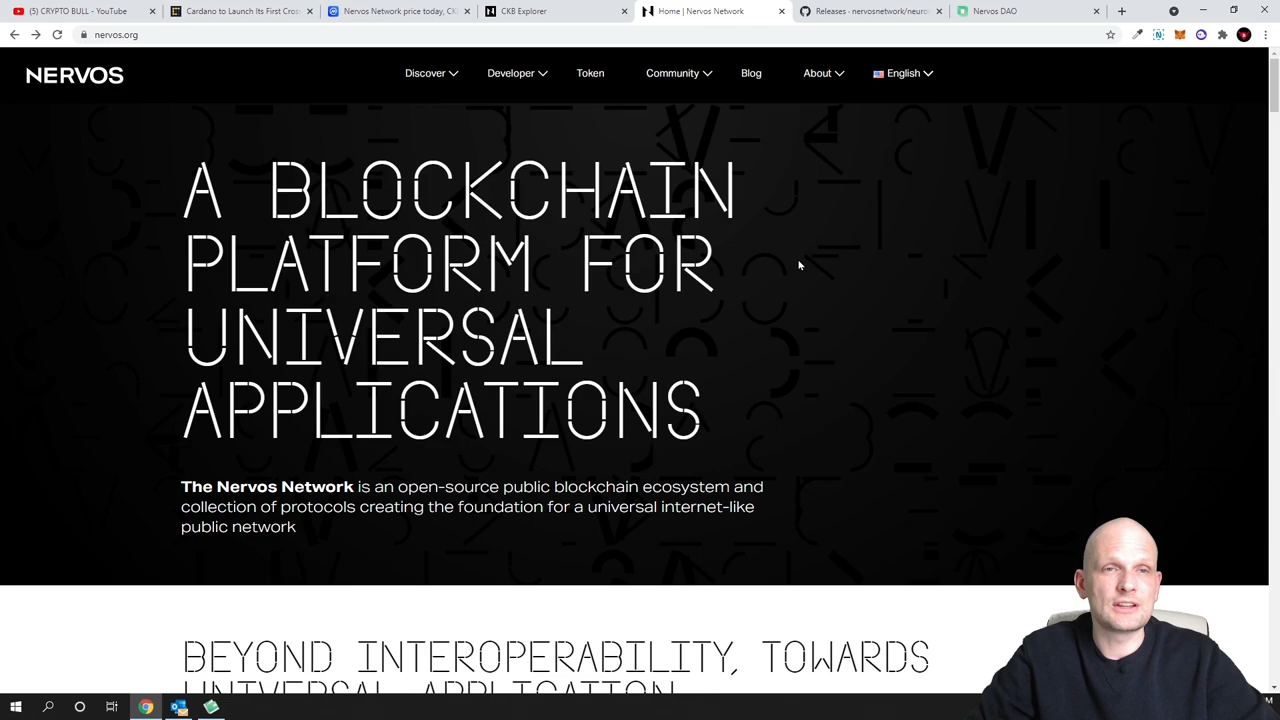 (5) CRYPTO BULL - YouTube
Cardano to Launch Its First Cros
Nervos Network price today, CK
CKB Explorer
Home | Nervos Network
Releases · nervosnetwork/neuro
Nervos DAO
nervos.org
NERVOS
Discover
Developer
Token
Community
Blog
About
English
A BLOCKCHAIN
PLATFORM FOR
UNIVERSAL
APPLICATIONS
The Nervos Network is an open-source public blockchain ecosystem and
collection of protocols creating the foundation for a universal internet-like
public network
BEYOND INTEROPERABILITY, TOWARDS
UNIVERSAL APPLICATION